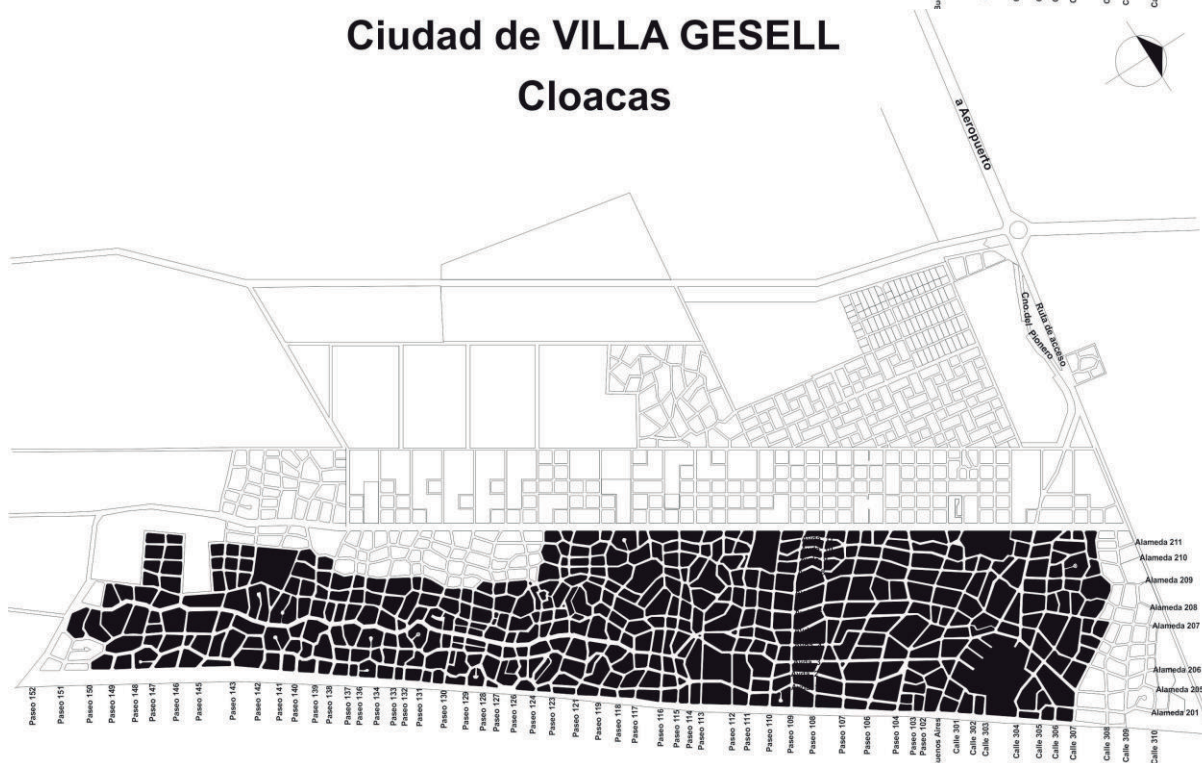 Ciudad de VILLA GESELL
Cloacas
a Aeropuerto
Ruta de acceso
Cno.del Pionero
Alameda 211
Alameda 210
Alameda 209
Alameda 208
Alameda 207
Alameda 206
Alameda 205
Alameda 201
Paseo 152
Paseo 151
Paseo 150
Paseo 149
Paseo 148
Paseo 147
Paseo 146
Paseo 145
Paseo 143
Paseo 142
Paseo 141
Paseo 140
Paseo 139
Paseo 138
Paseo 137
Paseo 136
Paseo 134
Paseo 133
Paseo 132
Paseo 131
Paseo 130
Paseo 129
Paseo 128
Paseo 127
Paseo 126
Paseo 124
Paseo 123
Paseo 121
Paseo 119
Paseo 118
Paseo 117
Paseo 116
Paseo 115
Paseo 114
Paseo 113
Paseo 112
Paseo 111
Paseo 110
Paseo 109
Paseo 108
Paseo 107
Paseo 106
Paseo 104
Paseo 103
Paseo 102
uenos Aires
Calle 301
Calle 302
Calle 303
Calle 304
Calle 305
Calle 306
Calle 307
Calle 308
Calle 309
Calle 310